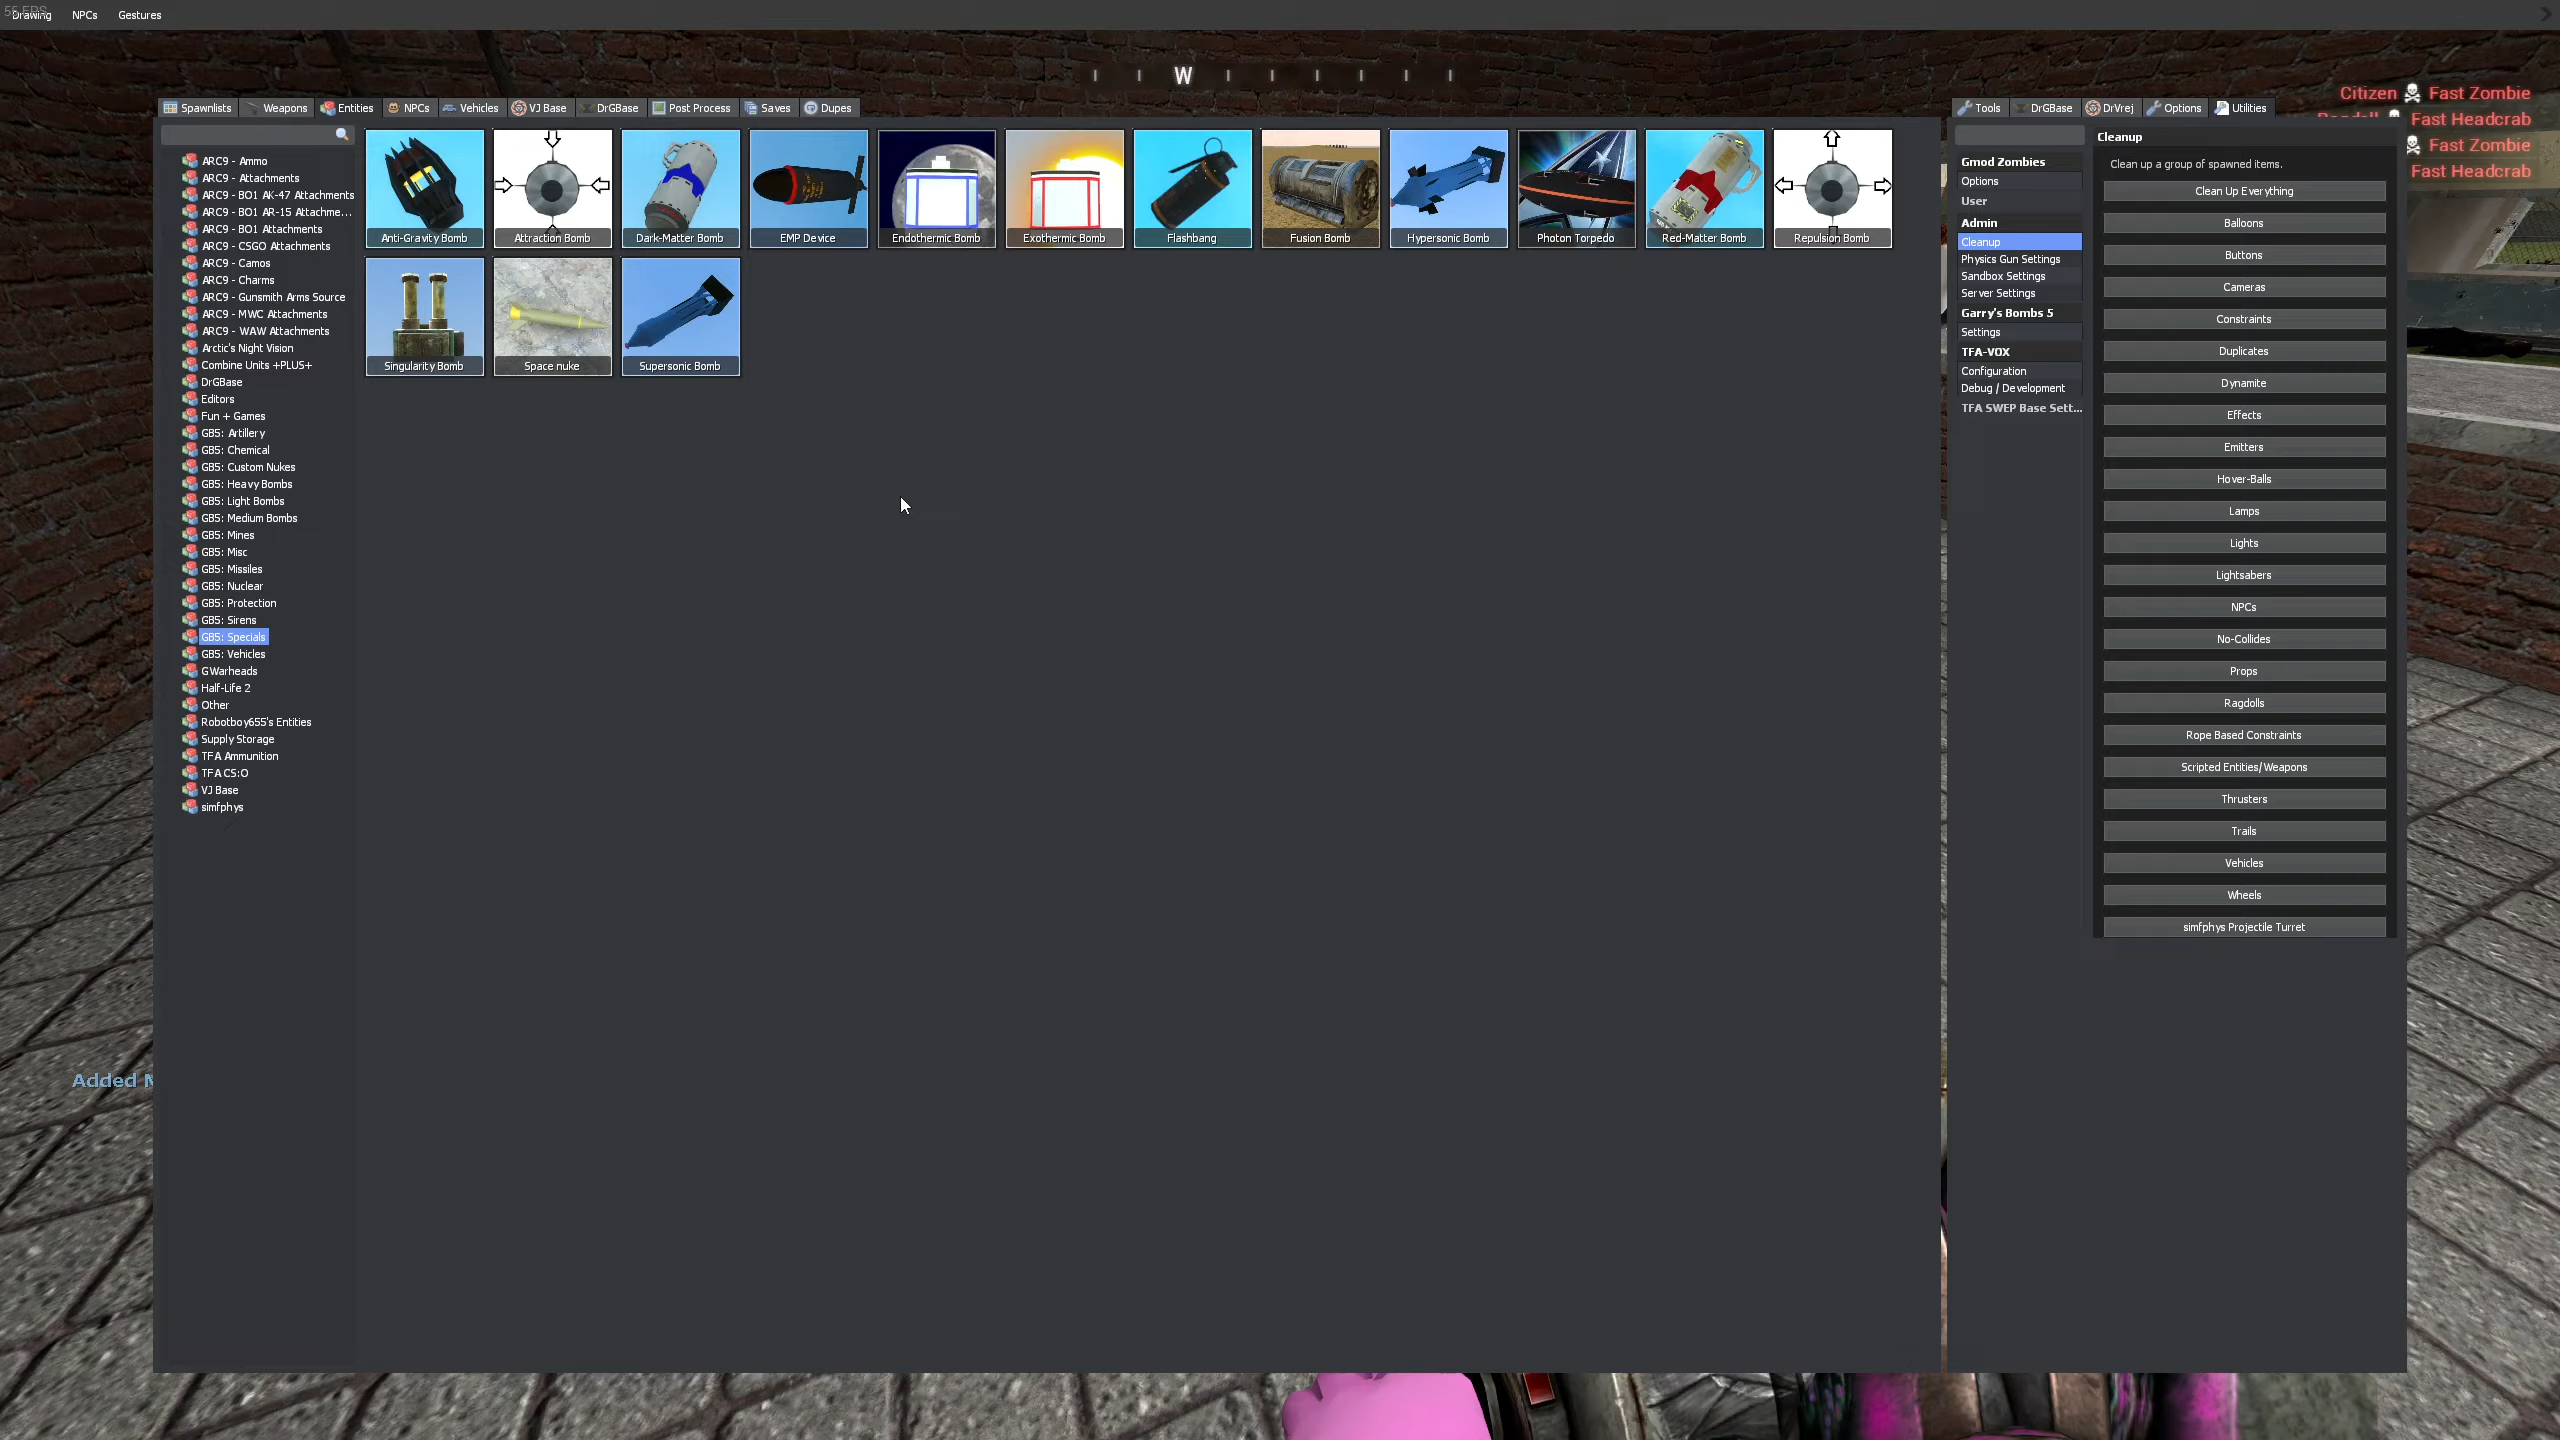 Drawing NPCs Gestures
W
Citizen Fast Zombie
Fast Headcrab
Fast Zombie
Fast Headcrab
Spawnlists Weapons Entities NPCs Vehicles VJ Base DrGBase Post Process Saves Dupes
ARC9 - Ammo
ARC9 - Attachments
ARC9 - BO1 AK-47 Attachments
ARC9 - BO1 AR-15 Attachme...
ARC9 - BO1 Attachments
ARC9 - CSGO Attachments
ARC9 - Camos
ARC9 - Charms
ARC9 - Gunsmith Arms Source
ARC9 - MWC Attachments
ARC9 - WAW Attachments
Arctic's Night Vision
Combine Units +PLUS+
DrGBase
Editors
Fun + Games
GB5: Artillery
GB5: Chemical
GB5: Custom Nukes
GB5: Heavy Bombs
GB5: Light Bombs
GB5: Medium Bombs
GB5: Mines
GB5: Misc
GB5: Missiles
GB5: Nuclear
GB5: Protection
GB5: Sirens
GB5: Specials
GB5: Vehicles
GWarheads
Half-Life 2
Other
Robotboy655's Entities
Supply Storage
TFA Ammunition
TFA CS:O
VJ Base
simfphys
Anti-Gravity Bomb Attraction Bomb Dark-Matter Bomb EMP Device Endothermic Bomb Exothermic Bomb Flashbang Fusion Bomb Hypersonic Bomb Photon Torpedo Red-Matter Bomb Repulsion Bomb
Singularity Bomb Space nuke Supersonic Bomb
Added N
Tools DrGBase DrVrej Options Utilities
Gmod Zombies
Options
User
Admin
Cleanup
Physics Gun Settings
Sandbox Settings
Server Settings
Garry's Bombs 5
Settings
TFA-VOX
Configuration
Debug / Development
TFA SWEP Base Sett...
Cleanup
Clean up a group of spawned items.
Clean Up Everything
Balloons
Buttons
Cameras
Constraints
Duplicates
Dynamite
Effects
Emitters
Hover-Balls
Lamps
Lights
Lightsabers
NPCs
No-Collides
Props
Ragdolls
Rope Based Constraints
Scripted Entities/Weapons
Thrusters
Trails
Vehicles
Wheels
simfphys Projectile Turret